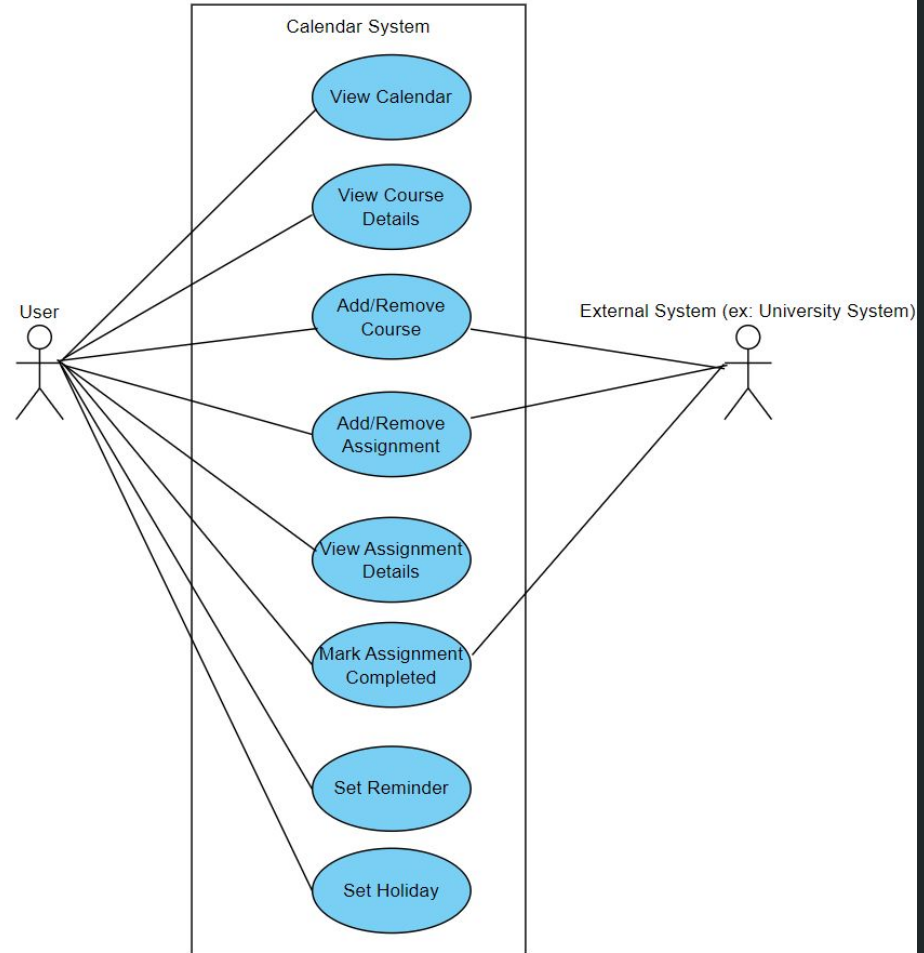 Calendar System
View Calendar
View Course
Details
User
Add/Remove
Course
External System (ex: University System)
Add/Remove
Assignment
View Assignment
Details
Mark Assignment
Completed
Set Reminder
Set Holiday